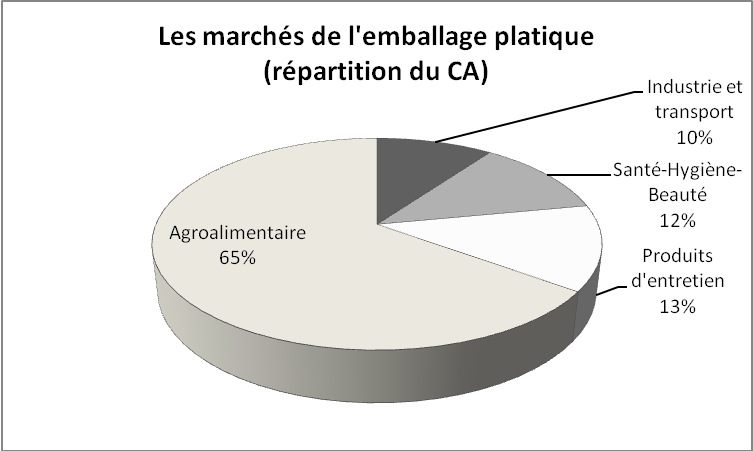 Les marchés de l'emballage platique
(répartition du CA)
Industrie et
transport
10%
Santé-Hygiène-
Beauté
12%
Produits
d'entretien
13%
Agroalimentaire
65%